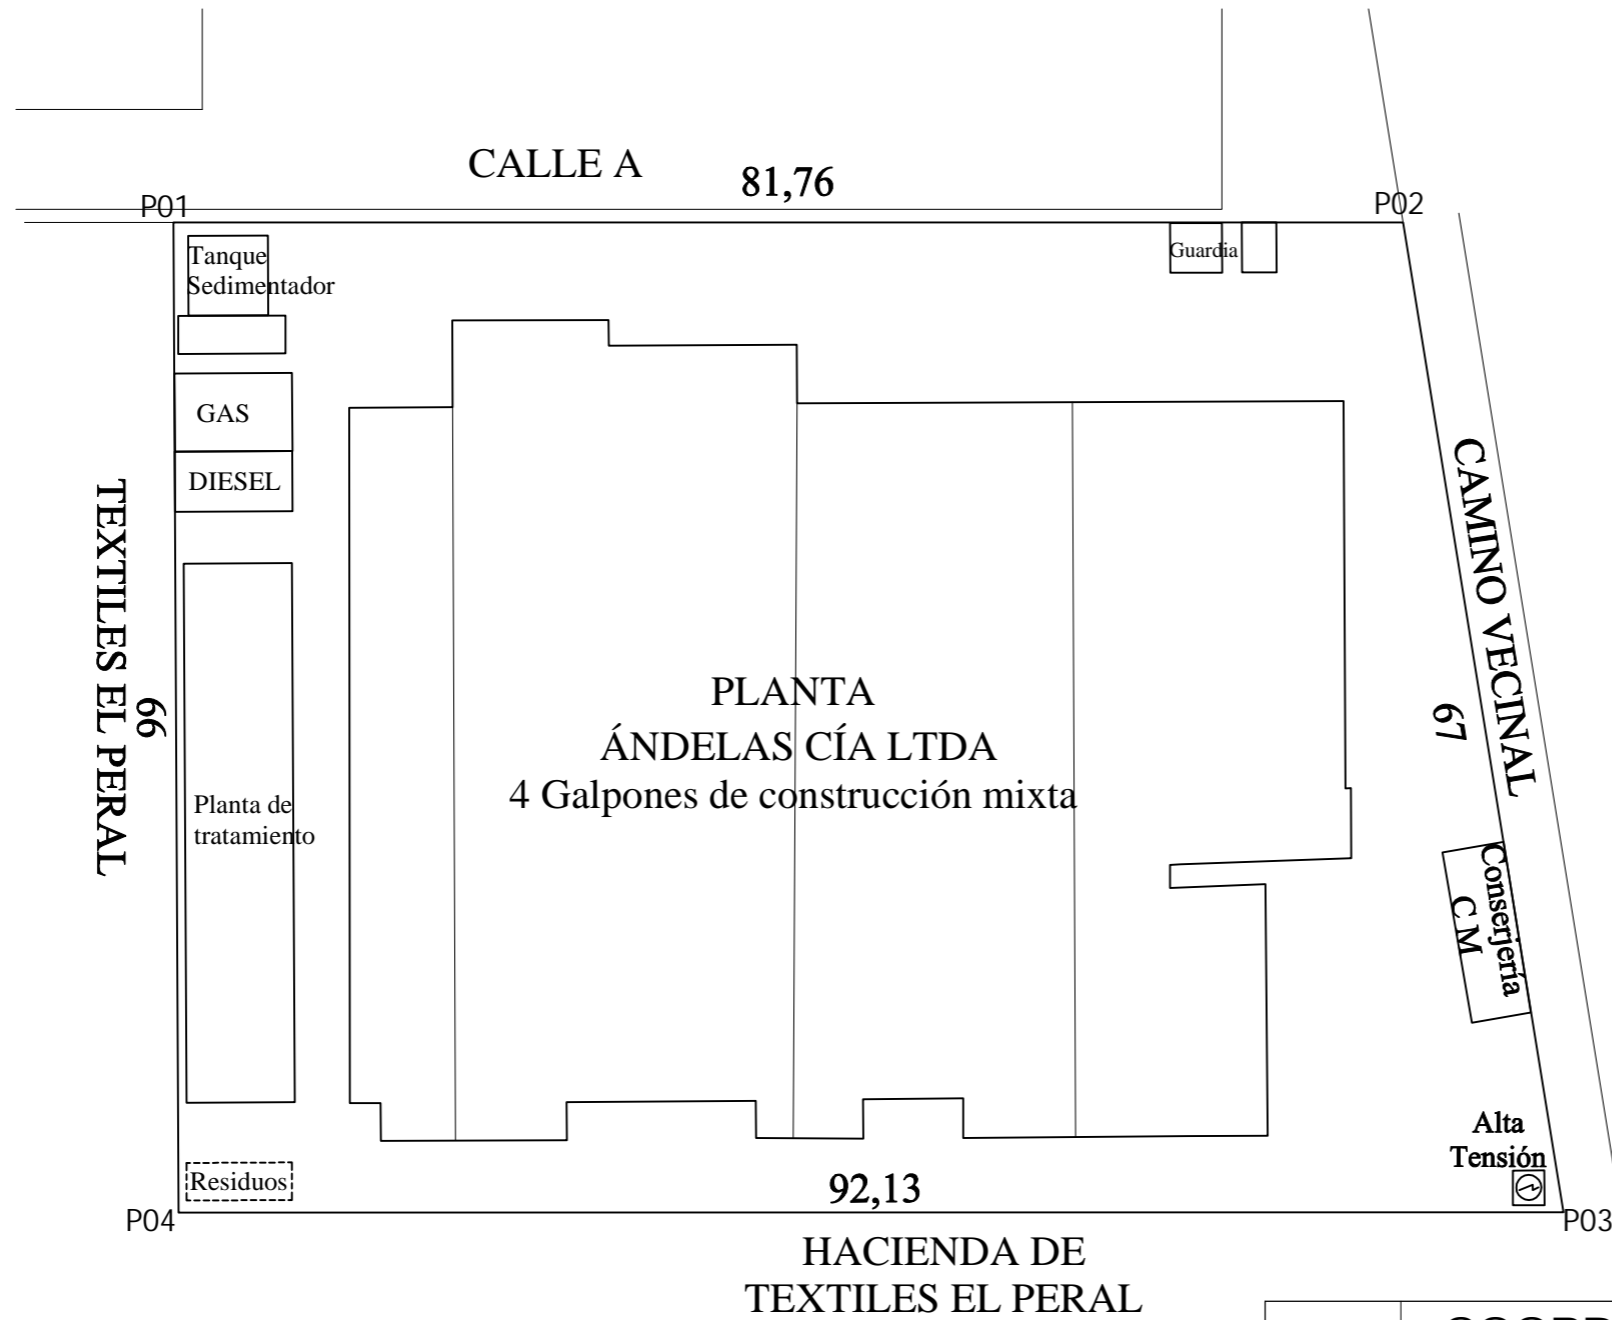 CALLE A
81,76
P01
P02
Tanque
Sedimentador
Guardia
GAS
DIESEL
TEXTILES EL PERAL
66
CAMINO VECINAL
67
PLANTA
ÁNDELAS CÍA LTDA
4 Galpones de construcción mixta
Planta de
tratamiento
Conserjería
C M
Alta
Tensión
Residuos
92,13
P04
P03
HACIENDA DE
TEXTILES EL PERAL